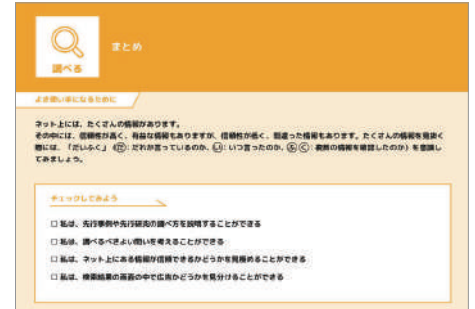 調べる
まとめ
よき使い手になるために
ネット上には、たくさんの情報があります。
その中には、信頼性が高く、有益な情報もありますが、信頼性が低く、間違った情報もあります。たくさんの情報を見抜く
際には、「だいふく」（だ：だれが言っているのか、い：いつ言ったのか、ふく：複数の情報を確認したのか）を意識し
てみましょう。
チェックしてみよう
□ 私は、先行事例や先行研究の調べ方を説明することができる
□ 私は、調べるべきよい問いを考えることができる
□ 私は、ネット上にある情報が信頼できるかどうかを見極めることができる
□ 私は、検索結果の画面の中で広告かどうかを見分けることができる